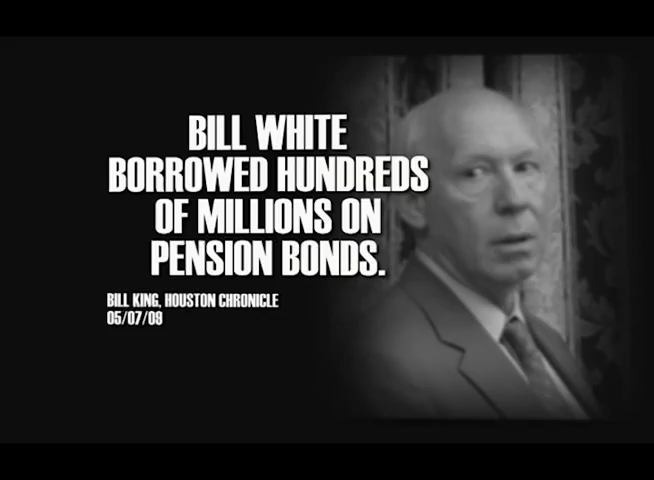 BILL WHITE
BORROWED HUNDREDS
OF MILLIONS ON
PENSION BONDS.
BILL KING, HOUSTON CHRONICLE
05/07/09